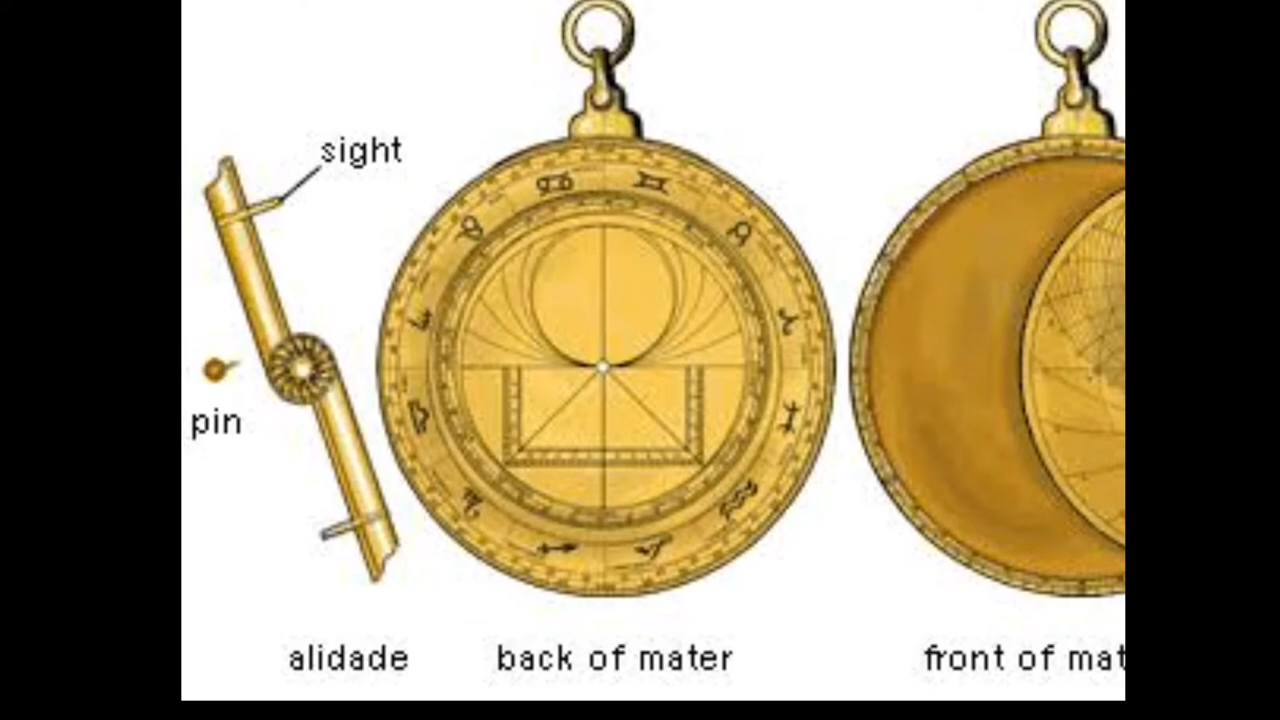 sight
pin
alidade
back of mater
front of mat